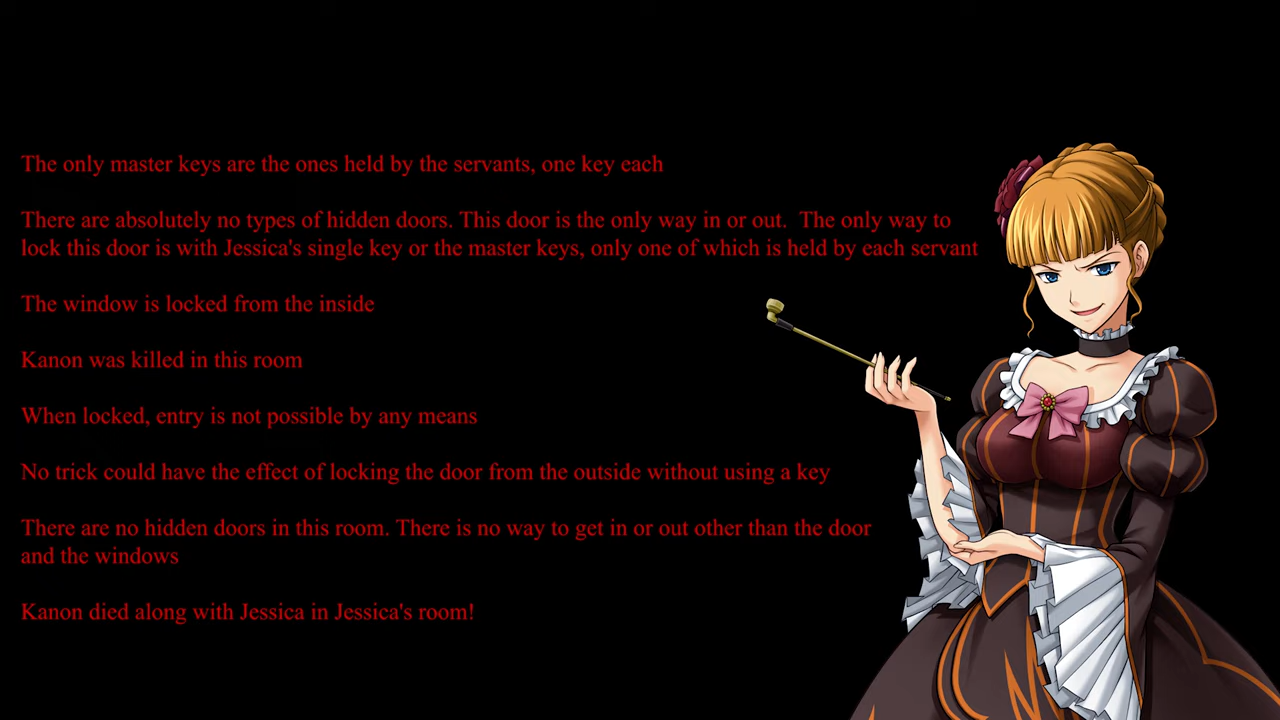 The only master keys are the ones held by the servants, one key each
There are absolutely no types of hidden doors. This door is the only way in or out.  The only way to
lock this door is with Jessica's single key or the master keys, only one of which is held by each servant
The window is locked from the inside
Kanon was killed in this room
When locked, entry is not possible by any means
No trick could have the effect of locking the door from the outside without using a key
There are no hidden doors in this room. There is no way to get in or out other than the door
and the windows
Kanon died along with Jessica in Jessica's room!